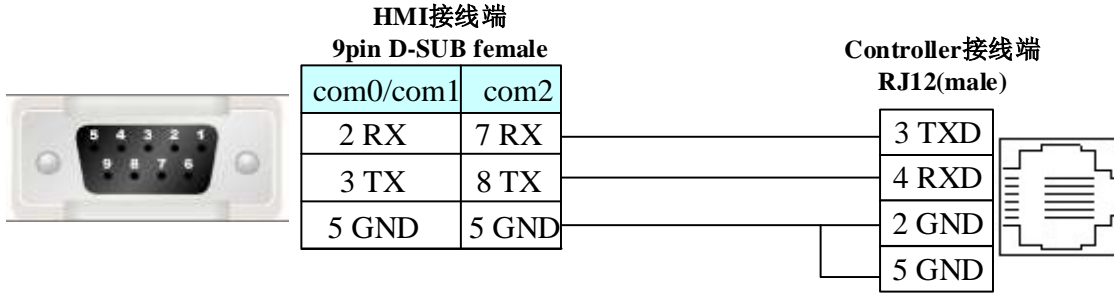 HMI接线端
9pin D-SUB female
Controller接线端
RJ12(male)
com0/com1 com2
2 RX 7 RX 3 TXD
3 TX 8 TX 4 RXD
5 GND 5 GND 2 GND
5 GND
5 4 3 2 1
9 8 7 6